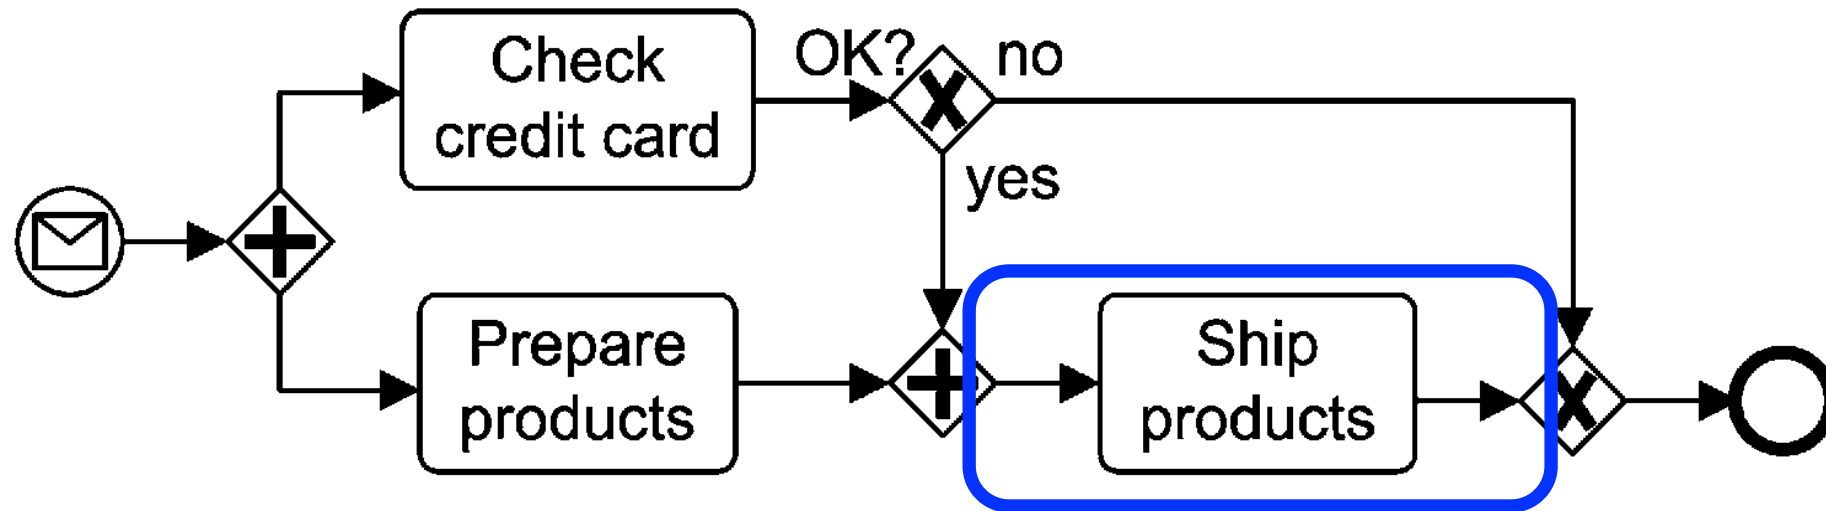 Check
credit card
OK?
no
yes
Prepare
products
Ship
products